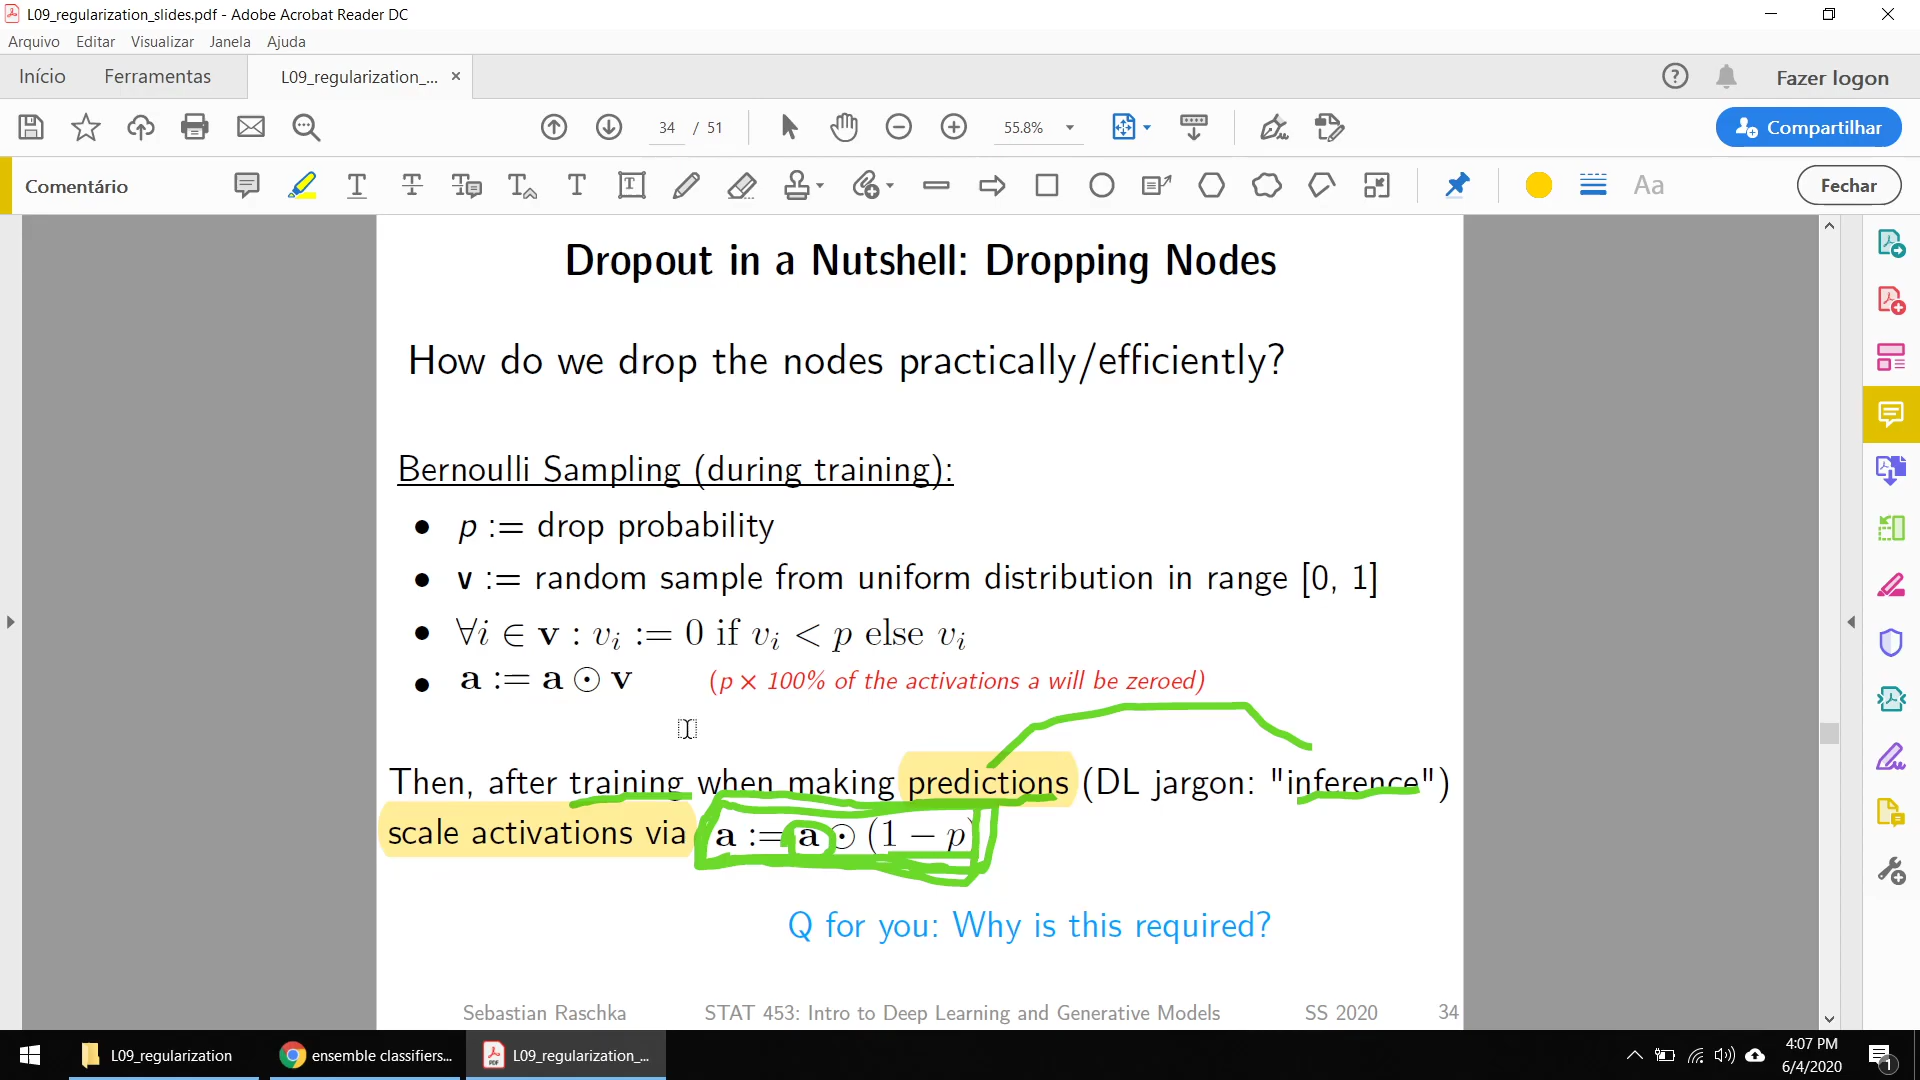 L09_regularization_slides.pdf - Adobe Acrobat Reader DC
Arquivo Editar Visualizar Janela Ajuda
Início Ferramentas L09_regularization_... × Fazer logon
34 / 51 55.8% Compartilhar
Comentário Aa Fechar
Dropout in a Nutshell: Dropping Nodes
How do we drop the nodes practically/efficiently?
Bernoulli Sampling (during training):
• p := drop probability
• v := random sample from uniform distribution in range [0, 1]
• ∀i ∈ v : vᵢ := 0 if vᵢ < p else vᵢ
• a := a ⊙ v (p × 100% of the activations a will be zeroed)
Then, after training when making predictions (DL jargon: "inference")
scale activations via a := a ⊙ (1 − p)
Q for you: Why is this required?
Sebastian Raschka STAT 453: Intro to Deep Learning and Generative Models SS 2020 34
L09_regularization ensemble classifiers... L09_regularization_... 4:07 PM
6/4/2020 1